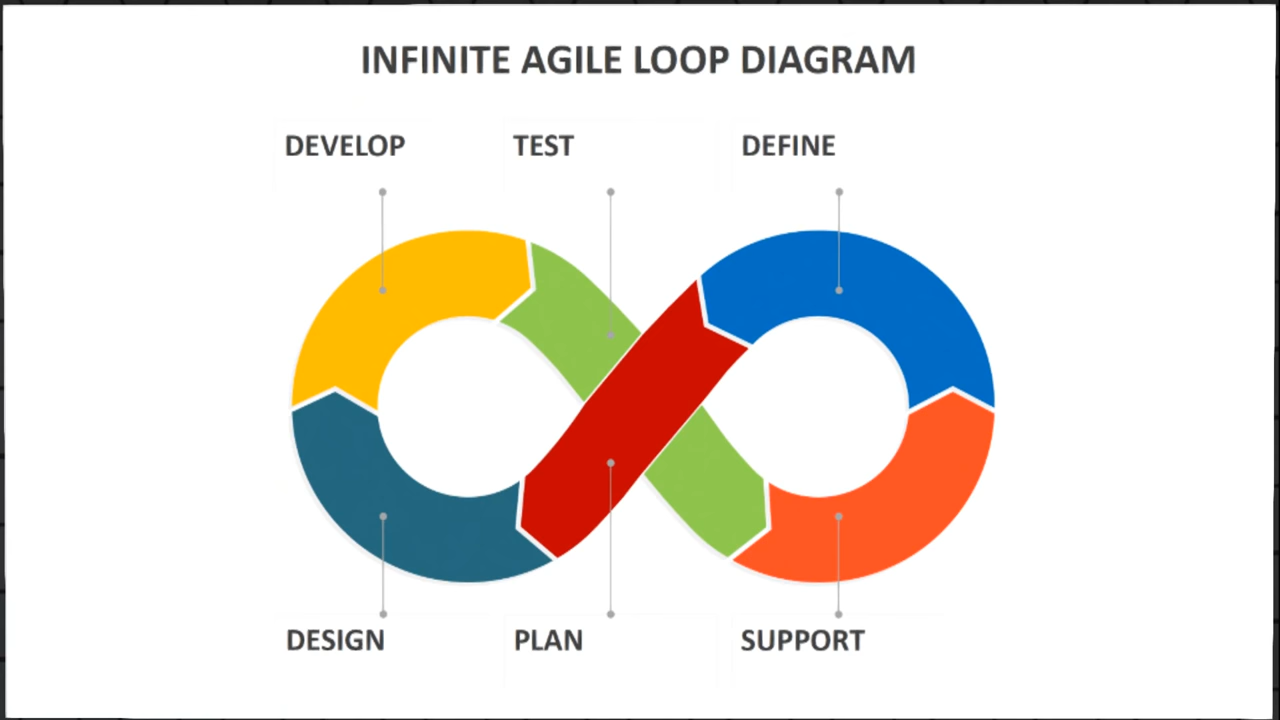 INFINITE AGILE LOOP DIAGRAM
DEVELOP
TEST
DEFINE
DESIGN
PLAN
SUPPORT